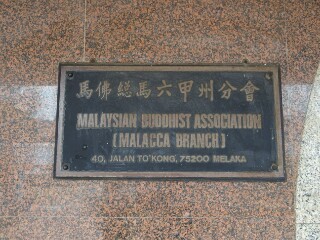 馬佛總馬六甲州分會
MALAYSIAN BUDDHIST ASSOCIATION
(MALACCA BRANCH)
40, JALAN TO'KONG, 75200 MELAKA